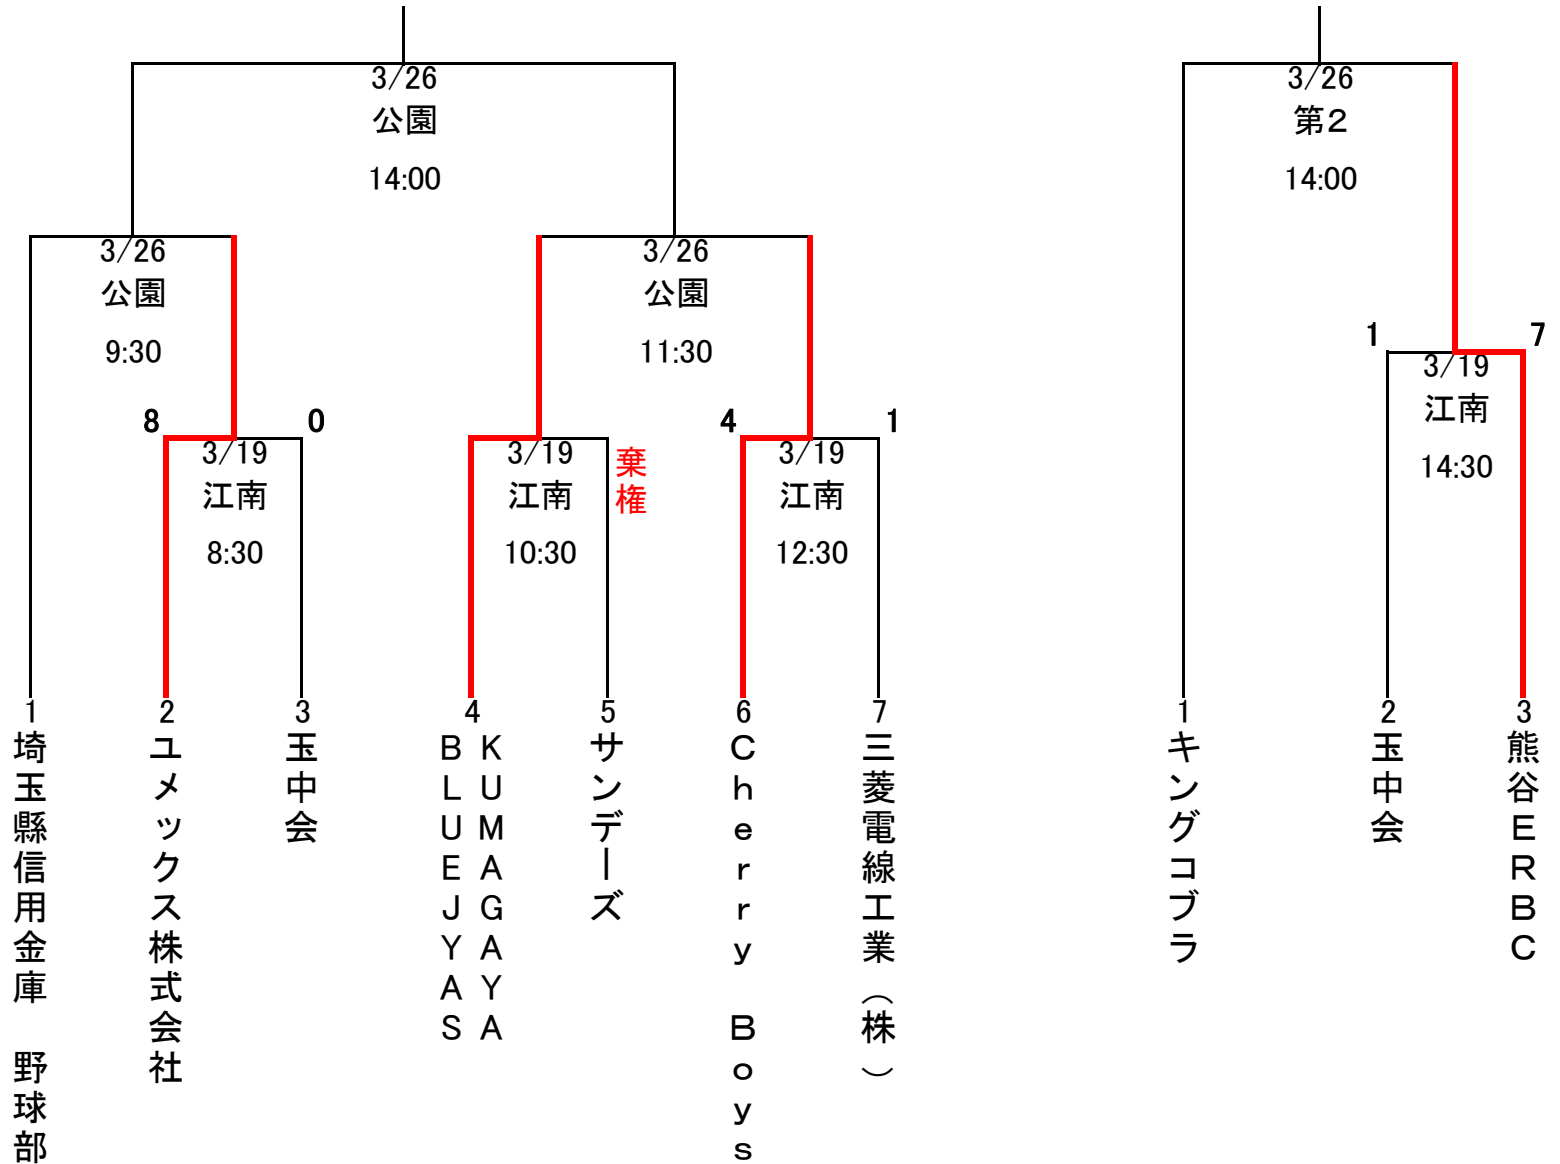 3/26
公園
14:00
3/26
公園
9:30
3/26
公園
11:30
8
0
3/19
江南
8:30
3/19
江南
10:30
棄権
4
1
3/19
江南
12:30
1
埼玉縣信用金庫 野球部
2
ユメックス株式会社
3
玉中会
4
KUMAGAYA
BLUEJYAS
5
サンデーズ
6
Cherry Boys
7
三菱電線工業(株)
3/26
第2
14:00
1
7
3/19
江南
14:30
1
キングコブラ
2
玉中会
3
熊谷ERBC